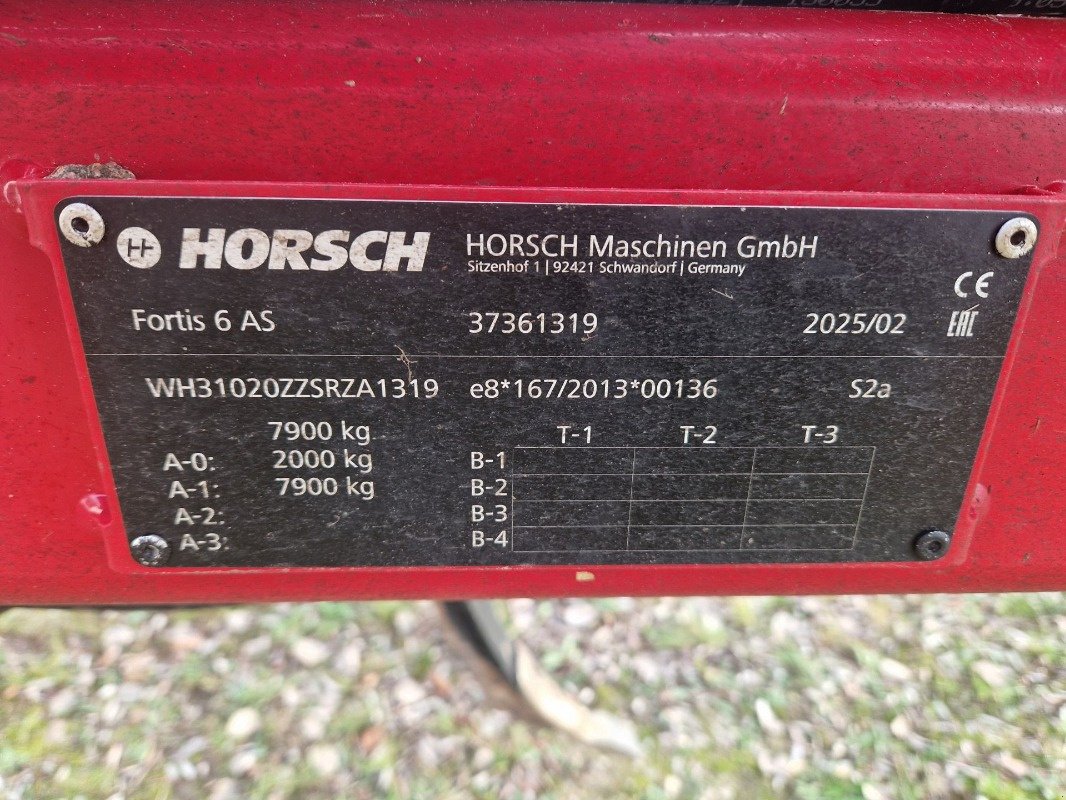 HORSCH HORSCH Maschinen GmbH
Sitzenhof 1 | 92421 Schwandorf | Germany
CE
Fortis 6 AS 37361319 2025/02 EAC
WH31020ZZSRZA1319 e8*167/2013*00136 S2a
7900 kg T-1 T-2 T-3
A-0: 2000 kg B-1
A-1: 7900 kg B-2
A-2: B-3
A-3: B-4